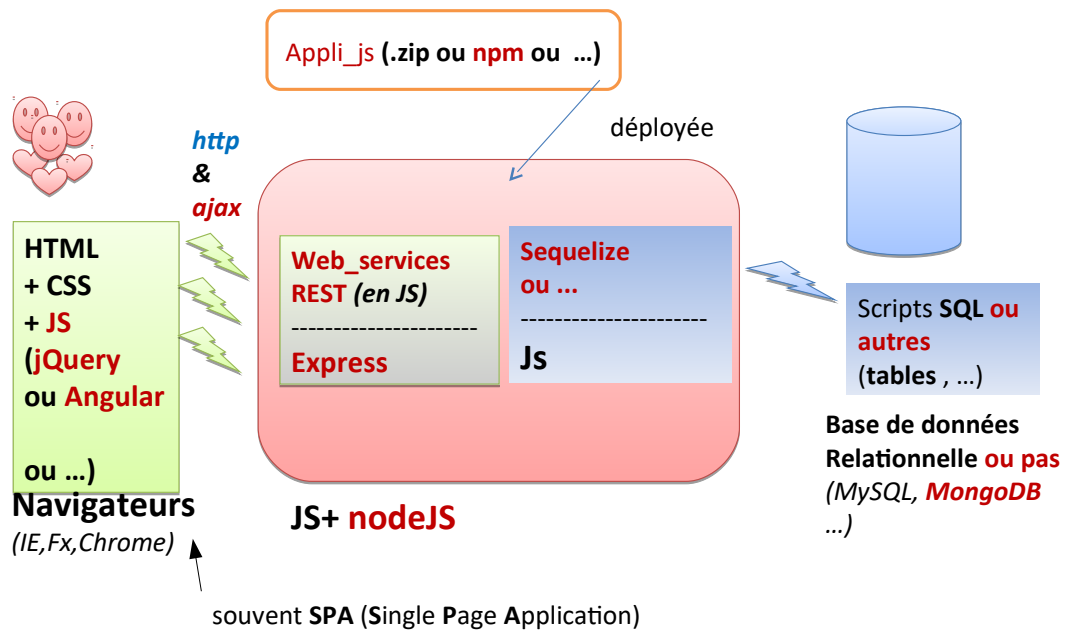 Appli_js (.zip ou npm ou …)
déployée
http
&
ajax
HTML
+ CSS
+ JS
(jQuery
ou Angular
ou …)
Navigateurs
(IE,Fx,Chrome)
Web_services
REST (en JS)
-----------------------
Express
Sequelize
ou ...
-----------------------
Js
JS+ nodeJS
Scripts SQL ou
autres
(tables , …)
Base de données
Relationnelle ou pas
(MySQL, MongoDB
…)
souvent SPA (Single Page Application)